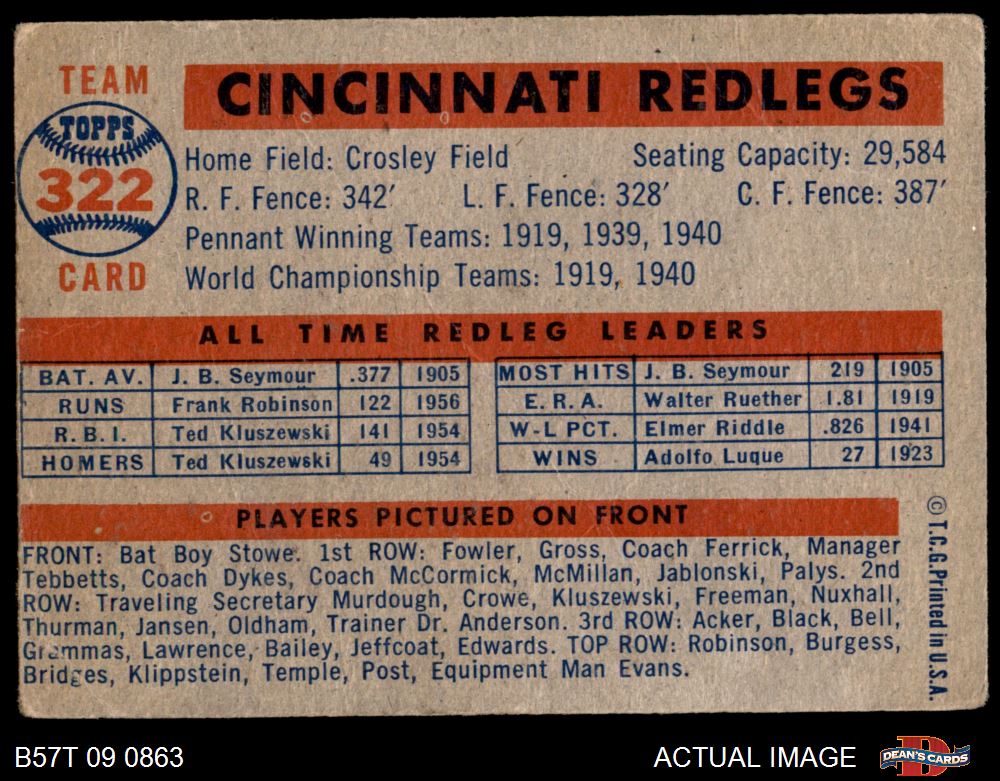 TEAM
TOPPS
322
CARD
CINCINNATI REDLEGS
Home Field: Crosley Field Seating Capacity: 29,584
R. F. Fence: 342′ L. F. Fence: 328′ C. F. Fence: 387′
Pennant Winning Teams: 1919, 1939, 1940
World Championship Teams: 1919, 1940
ALL TIME REDLEG LEADERS
BAT. AV. J. B. Seymour .377 1905
RUNS Frank Robinson 122 1956
R. B. I. Ted Kluszewski 141 1954
HOMERS Ted Kluszewski 49 1954
MOST HITS J. B. Seymour 219 1905
E. R. A. Walter Ruether 1.81 1919
W-L PCT. Elmer Riddle .826 1941
WINS Adolfo Luque 27 1923
PLAYERS PICTURED ON FRONT
FRONT: Bat Boy Stowe. 1st ROW: Fowler, Gross, Coach Ferrick, Manager
Tebbetts, Coach Dykes, Coach McCormick, McMillan, Jablonski, Palys. 2nd
ROW: Traveling Secretary Murdough, Crowe, Kluszewski, Freeman, Nuxhall,
Thurman, Jansen, Oldham, Trainer Dr. Anderson. 3rd ROW: Acker, Black, Bell,
Grammas, Lawrence, Bailey, Jeffcoat, Edwards. TOP ROW: Robinson, Burgess,
Bridges, Klippstein, Temple, Post, Equipment Man Evans.
© T.C.G. Printed in U.S.A.
B57T 09 0863 ACTUAL IMAGE
DEAN'S CARDS